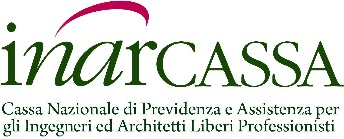 inarCASSA
Cassa Nazionale di Previdenza e Assistenza per
gli Ingegneri ed Architetti Liberi Professionisti